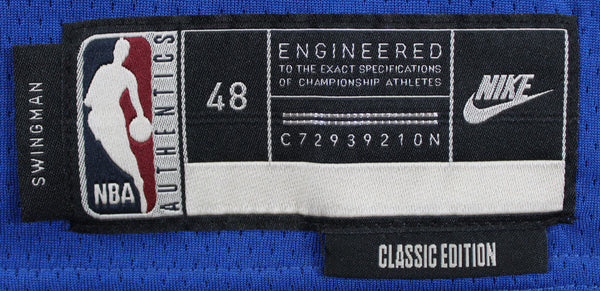 SWINGMAN
NBA
AUTHENTICS
48
ENGINEERED
TO THE EXACT SPECIFICATIONS
OF CHAMPIONSHIP ATHLETES
C72939210N
NIKE
CLASSIC EDITION